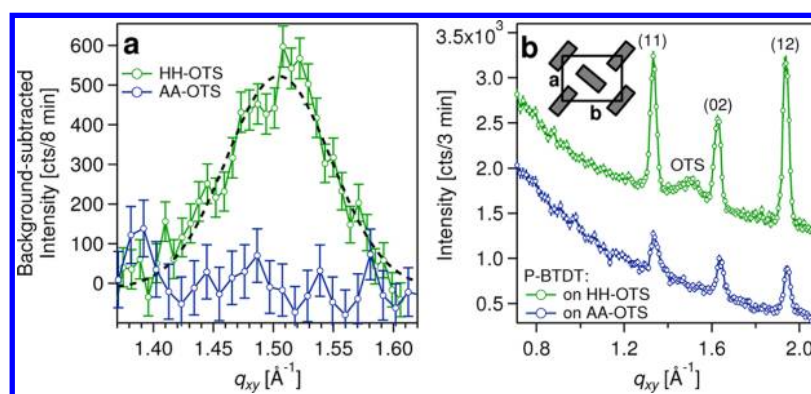 a
HH-OTS
AA-OTS
Background-subtracted
Intensity [cts/8 min]
600
500
400
300
200
100
0
1.40
1.45
1.50
1.55
1.60
q_xy [Å⁻¹]
b
3.5x10³
3.0
2.5
2.0
1.5
1.0
0.5
Intensity [cts/3 min]
a
b
(11)
(02)
(12)
OTS
P-BTDT:
on HH-OTS
on AA-OTS
0.8
1.2
1.6
2.0
q_xy [Å⁻¹]